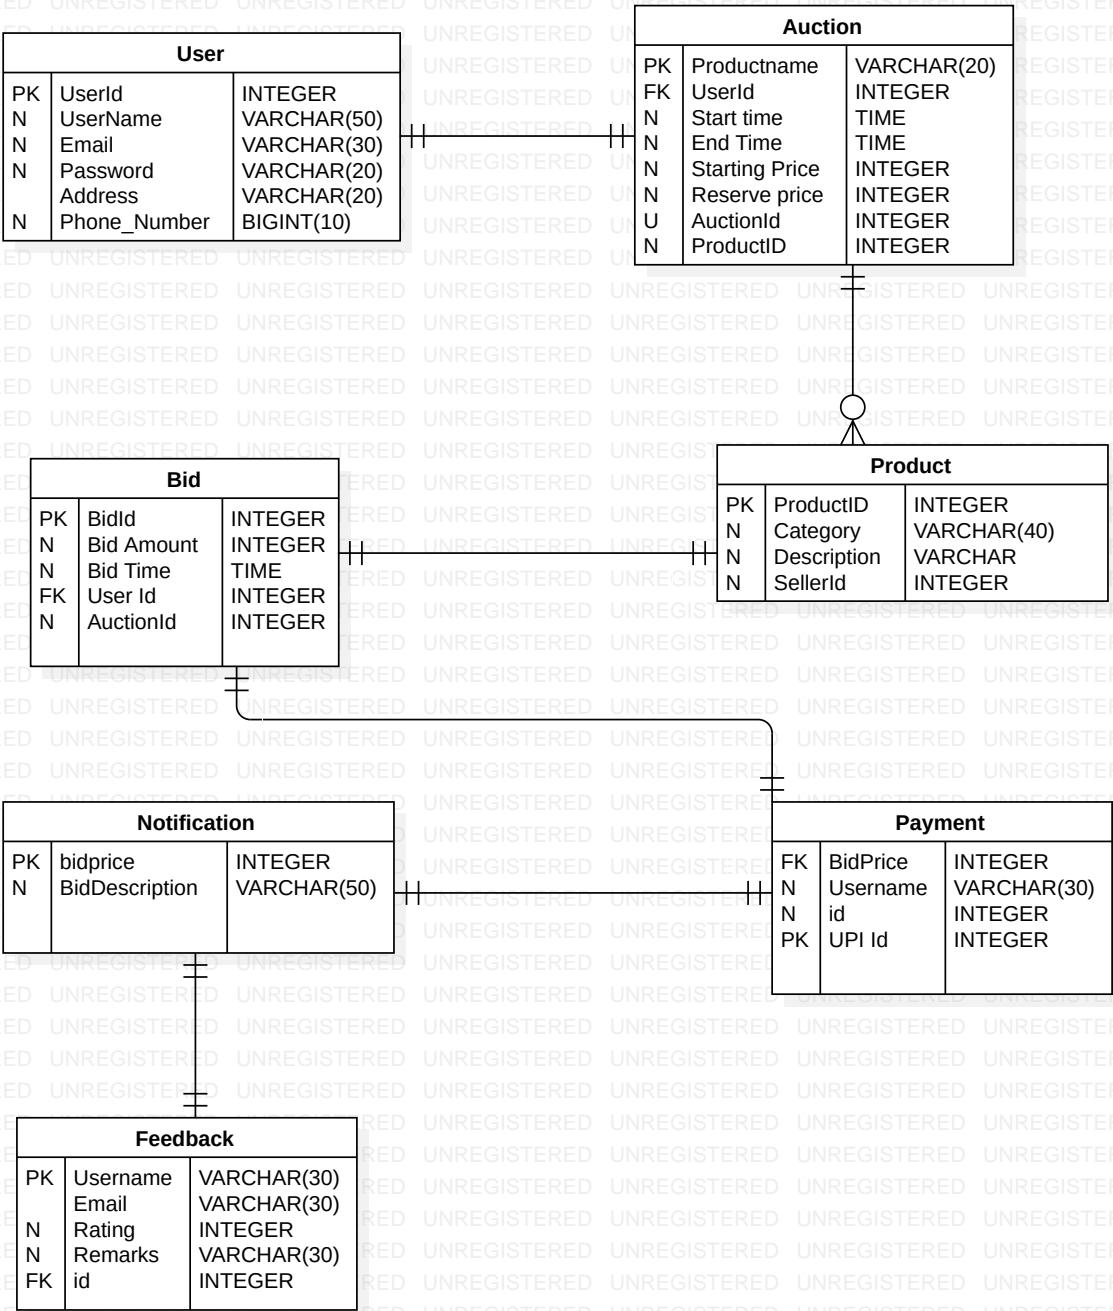 User
PK UserId INTEGER
N UserName VARCHAR(50)
N Email VARCHAR(30)
N Password VARCHAR(20)
Address VARCHAR(20)
N Phone_Number BIGINT(10)
Auction
PK Productname VARCHAR(20)
FK UserId INTEGER
N Start time TIME
N End Time TIME
N Starting Price INTEGER
N Reserve price INTEGER
U AuctionId INTEGER
N ProductID INTEGER
Bid
PK BidId INTEGER
N Bid Amount INTEGER
N Bid Time TIME
FK User Id INTEGER
N AuctionId INTEGER
Product
PK ProductID INTEGER
N Category VARCHAR(40)
N Description VARCHAR
N SellerId INTEGER
Notification
PK bidprice INTEGER
N BidDescription VARCHAR(50)
Payment
FK BidPrice INTEGER
N Username VARCHAR(30)
N id INTEGER
PK UPI Id INTEGER
Feedback
PK Username VARCHAR(30)
Email VARCHAR(30)
N Rating INTEGER
N Remarks VARCHAR(30)
FK id INTEGER
UNREGISTERED